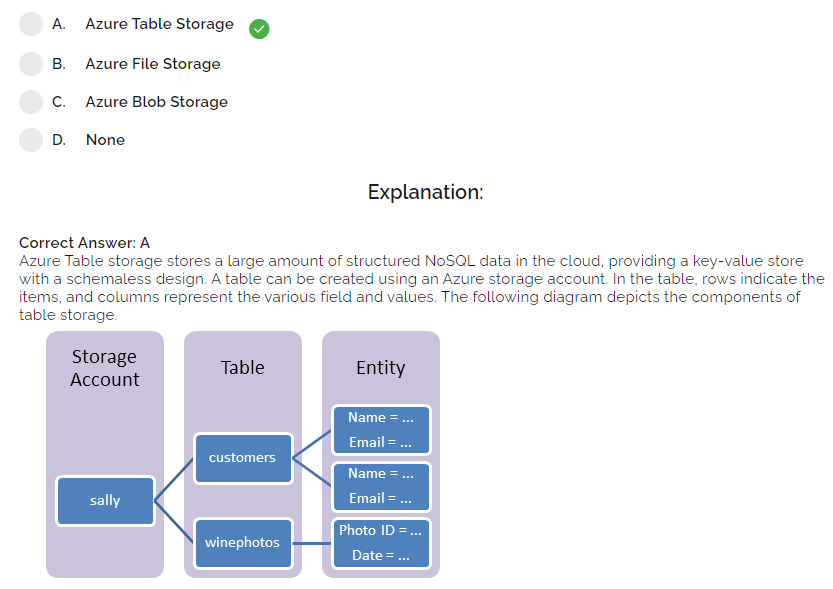 A. Azure Table Storage
B. Azure File Storage
C. Azure Blob Storage
D. None
Explanation:
Correct Answer: A
Azure Table storage stores a large amount of structured NoSQL data in the cloud, providing a key-value store
with a schemaless design. A table can be created using an Azure storage account. In the table, rows indicate the
items, and columns represent the various field and values. The following diagram depicts the components of
table storage.
Storage
Account
Table
Entity
sally
customers
winephotos
Name = ...
Email = ...
Name = ...
Email = ...
Photo ID = ...
Date = ...